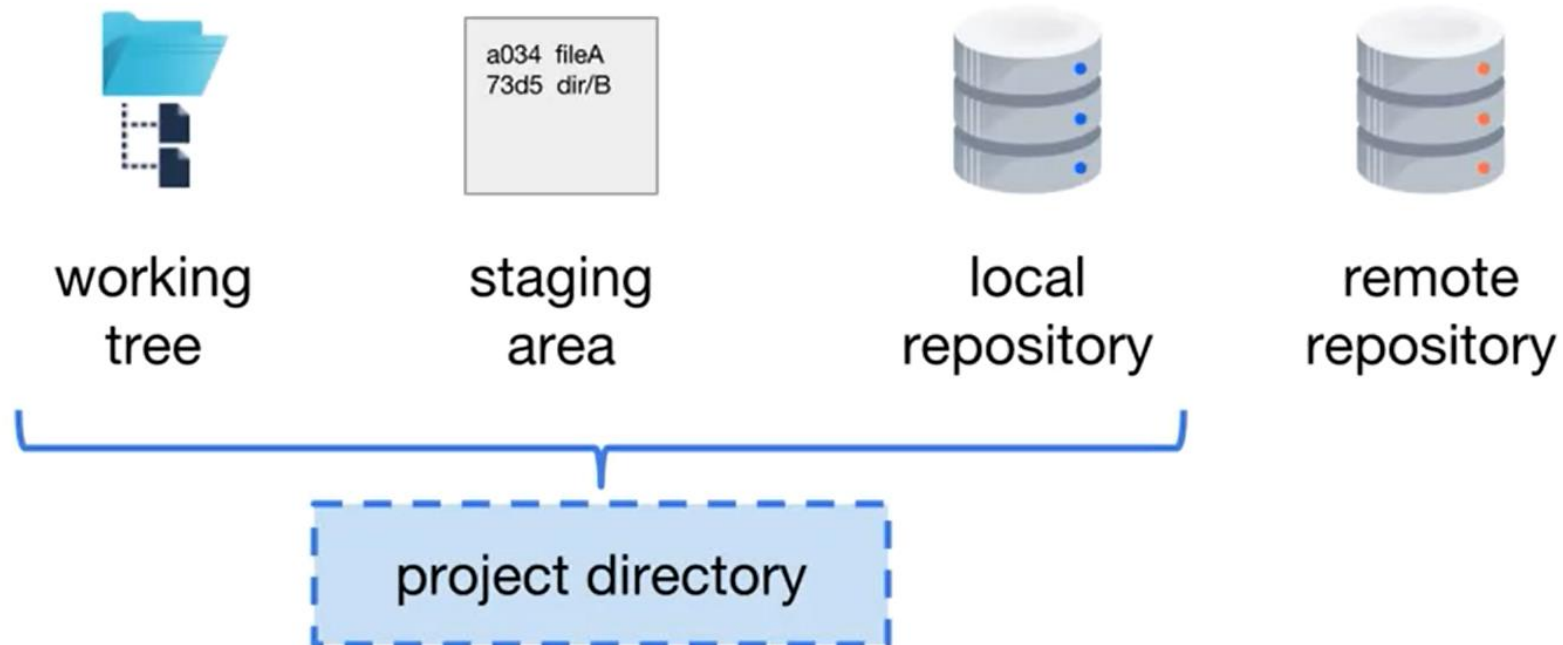 a034 fileA
73d5 dir/B
working
tree
staging
area
local
repository
remote
repository
project directory